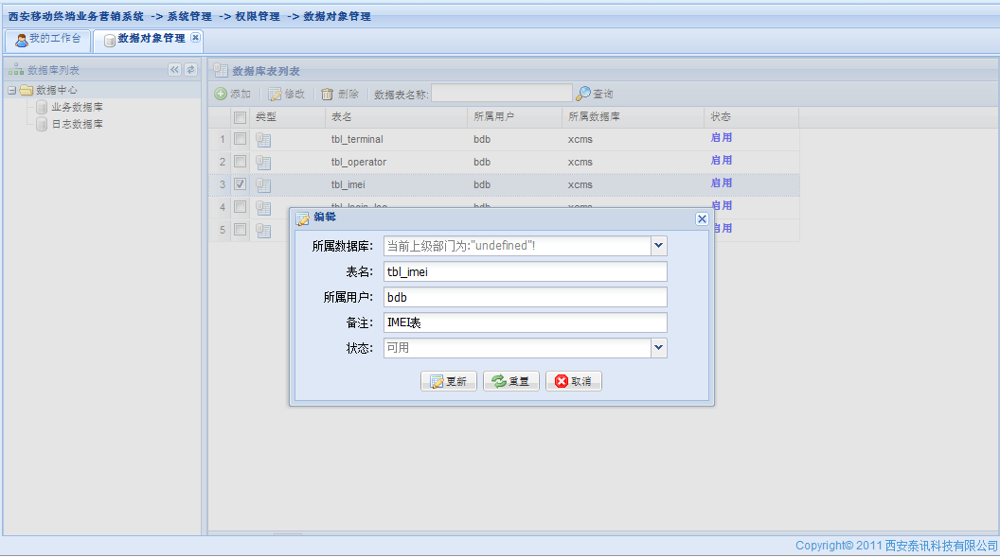 西安移动终端业务营销系统 -> 系统管理 -> 权限管理 -> 数据对象管理
我的工作台 数据对象管理
数据库列表 数据库表列表
数据中心
业务数据库
日志数据库
添加 修改 删除 数据表名称: 查询
类型 表名 所属用户 所属数据库 状态
1 tbl_terminal bdb xcms 启用
2 tbl_operator bdb xcms 启用
3 tbl_imei bdb xcms 启用
4 tbl_login_log bdb xcms 启用
5 启用
编辑
所属数据库: 当前上级部门为:"undefined"!
表名: tbl_imei
所属用户: bdb
备注: IMEI表
状态: 可用
更新 重置 取消
Copyright© 2011 西安秦讯科技有限公司